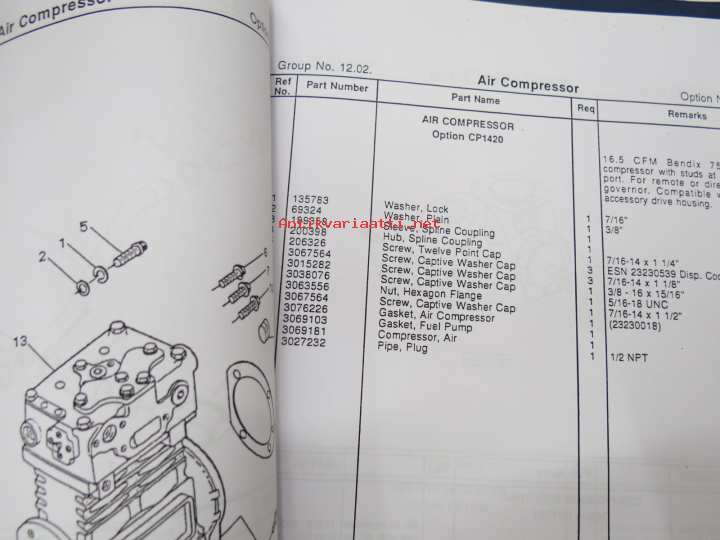 Air Compressor
Option
5
1
2
6
7
10
13
Group No. 12.02.
Air Compressor
Option N
Ref No. Part Number Part Name Req Remarks
AIR COMPRESSOR
Option CP1420
16.5 CFM Bendix 75
compressor with studs at
port. For remote or dire
governor. Compatible w
accessory drive housing.
1 135783 Washer, Lock 1 7/16"
2 69324 Washer, Plain 1 3/8"
Sleeve, Spline Coupling 1
200398 Hub, Spline Coupling 1
206326 Screw, Twelve Point Cap 1 7/16-14 x 1 1/4"
3067564 Screw, Captive Washer Cap 3 ESN 23230539 Disp. Cod
3015282 Screw, Captive Washer Cap 3 7/16-14 x 1 1/8"
3038076 Screw, Captive Washer Cap 1 3/8 - 16 x 15/16"
3063556 Nut, Hexagon Flange 1 5/16-18 UNC
3067564 Screw, Captive Washer Cap 1 7/16-14 x 1 1/2"
3076226 Gasket, Air Compressor 1 (23230018)
3069103 Gasket, Fuel Pump 1
3069181 Compressor, Air 1
3027232 Pipe, Plug 1 1/2 NPT
Antikvariaatti.net